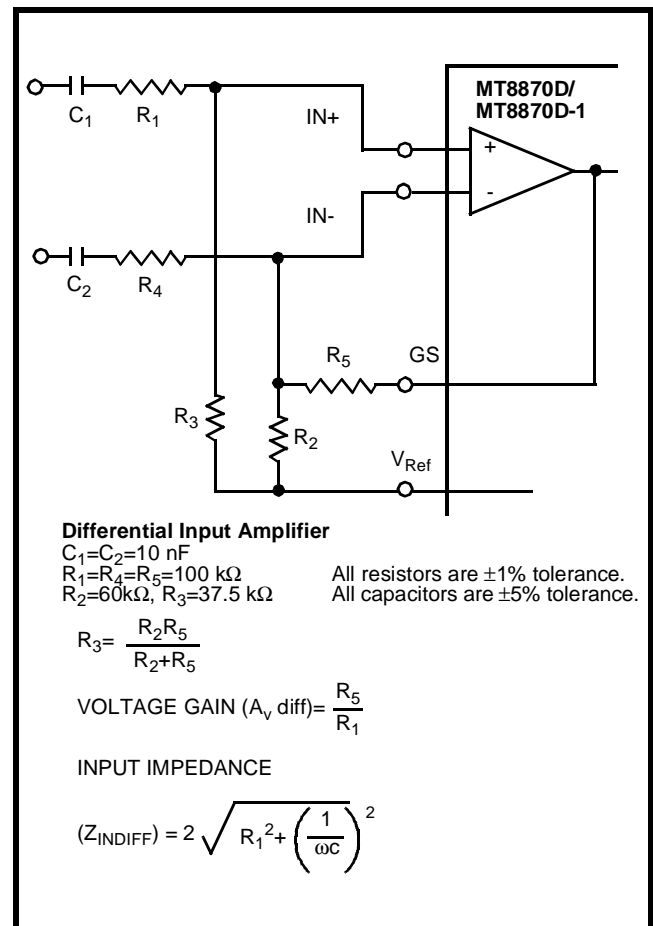 MT8870D/
MT8870D-1
C₁
R₁
IN+
+
-
IN-
C₂
R₄
R₅
GS
R₃
R₂
V_Ref
Differential Input Amplifier
C₁=C₂=10 nF
R₁=R₄=R₅=100 kΩ All resistors are ±1% tolerance.
R₂=60kΩ, R₃=37.5 kΩ All capacitors are ±5% tolerance.
R₃= R₂R₅
R₂+R₅
VOLTAGE GAIN (Aᵥ diff)= R₅
R₁
INPUT IMPEDANCE
(Z_INDIFF) = 2 √ R₁²+ (1/ωc)²